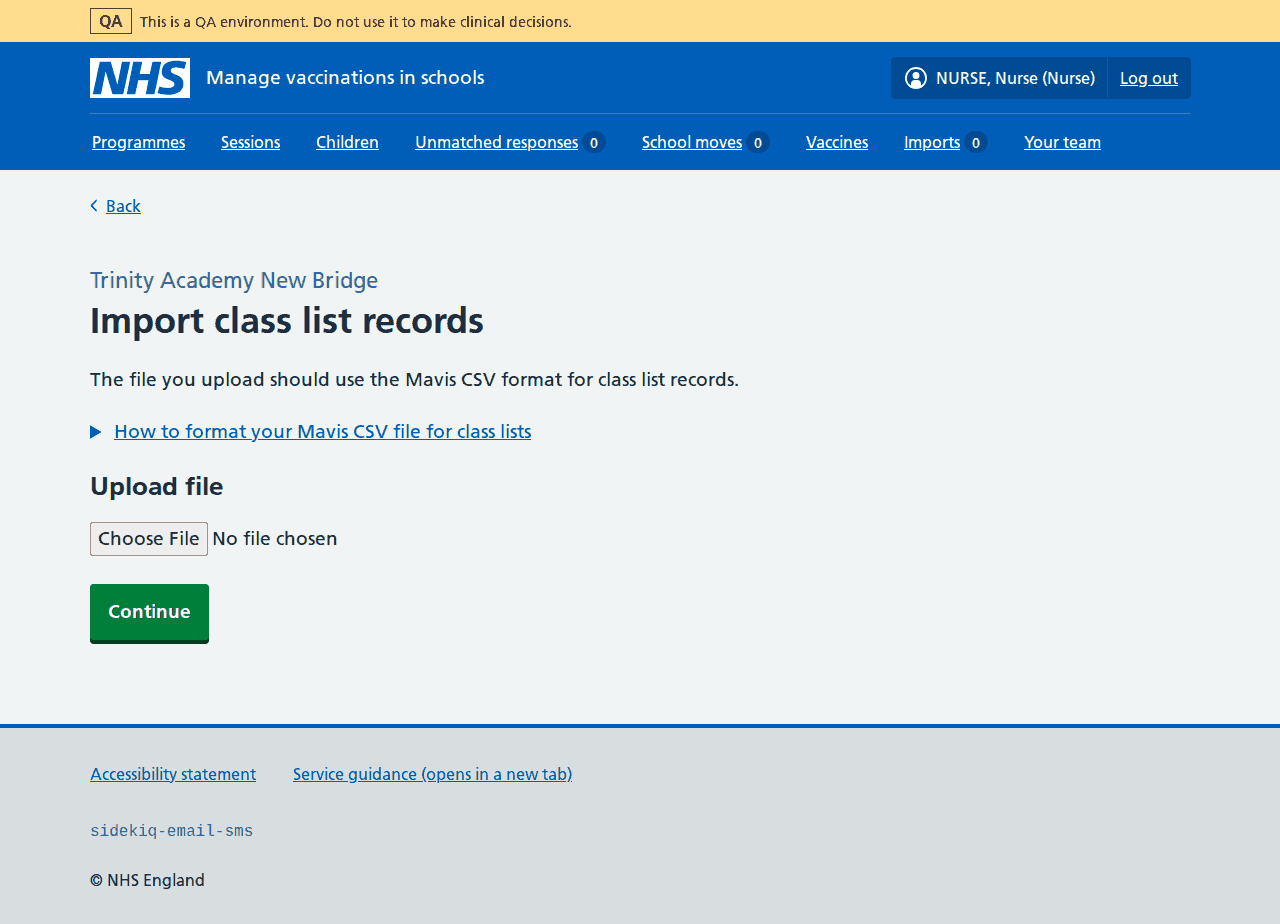 QA This is a QA environment. Do not use it to make clinical decisions.
NHS Manage vaccinations in schools NURSE, Nurse (Nurse) Log out
Programmes Sessions Children Unmatched responses 0 School moves 0 Vaccines Imports 0 Your team
Back
Trinity Academy New Bridge
Import class list records
The file you upload should use the Mavis CSV format for class list records.
How to format your Mavis CSV file for class lists
Upload file
Choose File No file chosen
Continue
Accessibility statement Service guidance (opens in a new tab)
sidekiq-email-sms
© NHS England